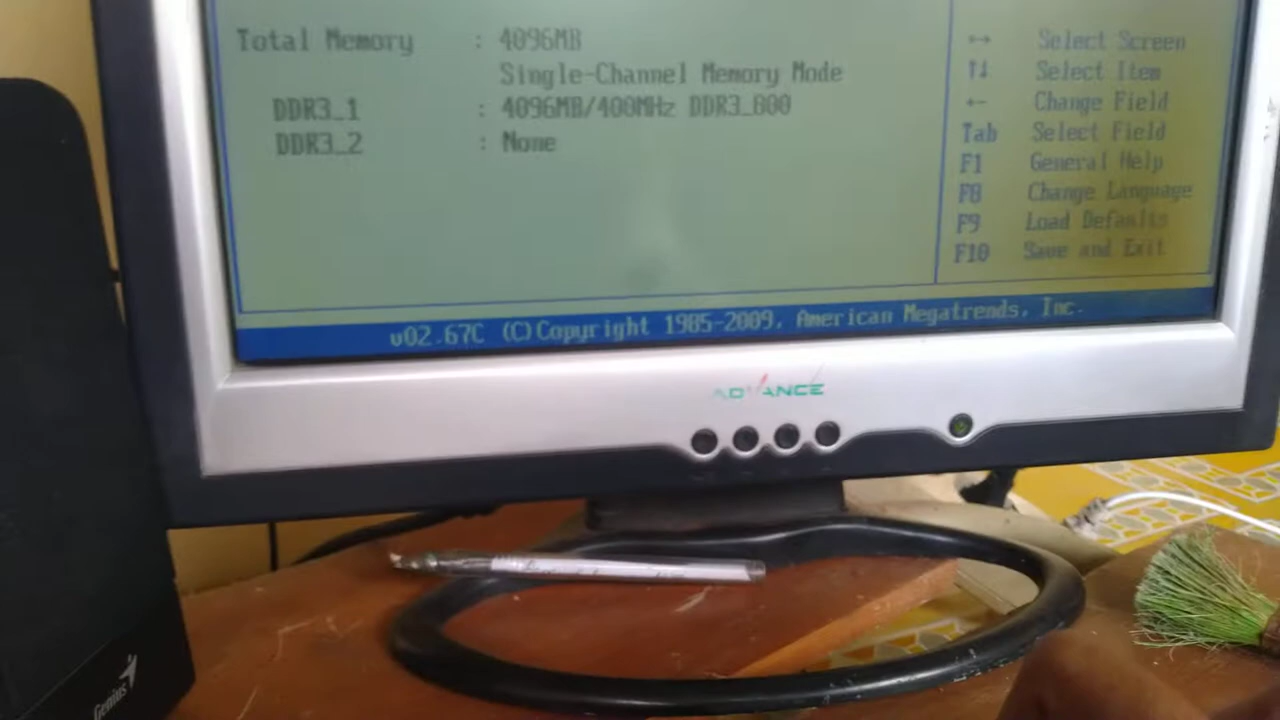 Total Memory : 4096MB
Single-Channel Memory Mode
DDR3_1 : 4096MB/400MHz DDR3_800
DDR3_2 : None
↔ Select Screen
↑↓ Select Item
← Change Field
Tab Select Field
F1 General Help
F8 Change Language
F9 Load Defaults
F10 Save and Exit
v02.67C (C)Copyright 1985-2009, American Megatrends, Inc.
ADVANCE
Genius